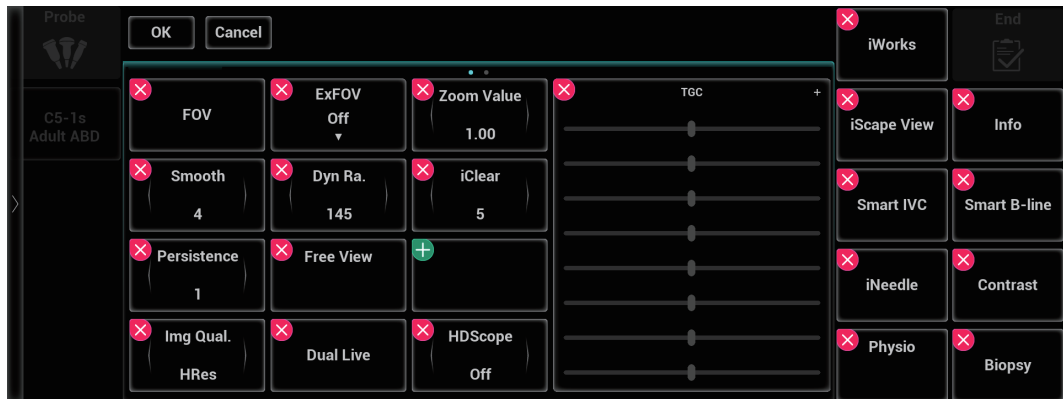 Probe
OK
Cancel
iWorks
End
FOV
ExFOV
Off
Zoom Value
1.00
TGC
+
C5-1s
Adult ABD
iScape View
Info
Smooth
4
Dyn Ra.
145
iClear
5
Smart IVC
Smart B-line
Persistence
1
Free View
iNeedle
Contrast
Img Qual.
HRes
Dual Live
HDScope
Off
Physio
Biopsy